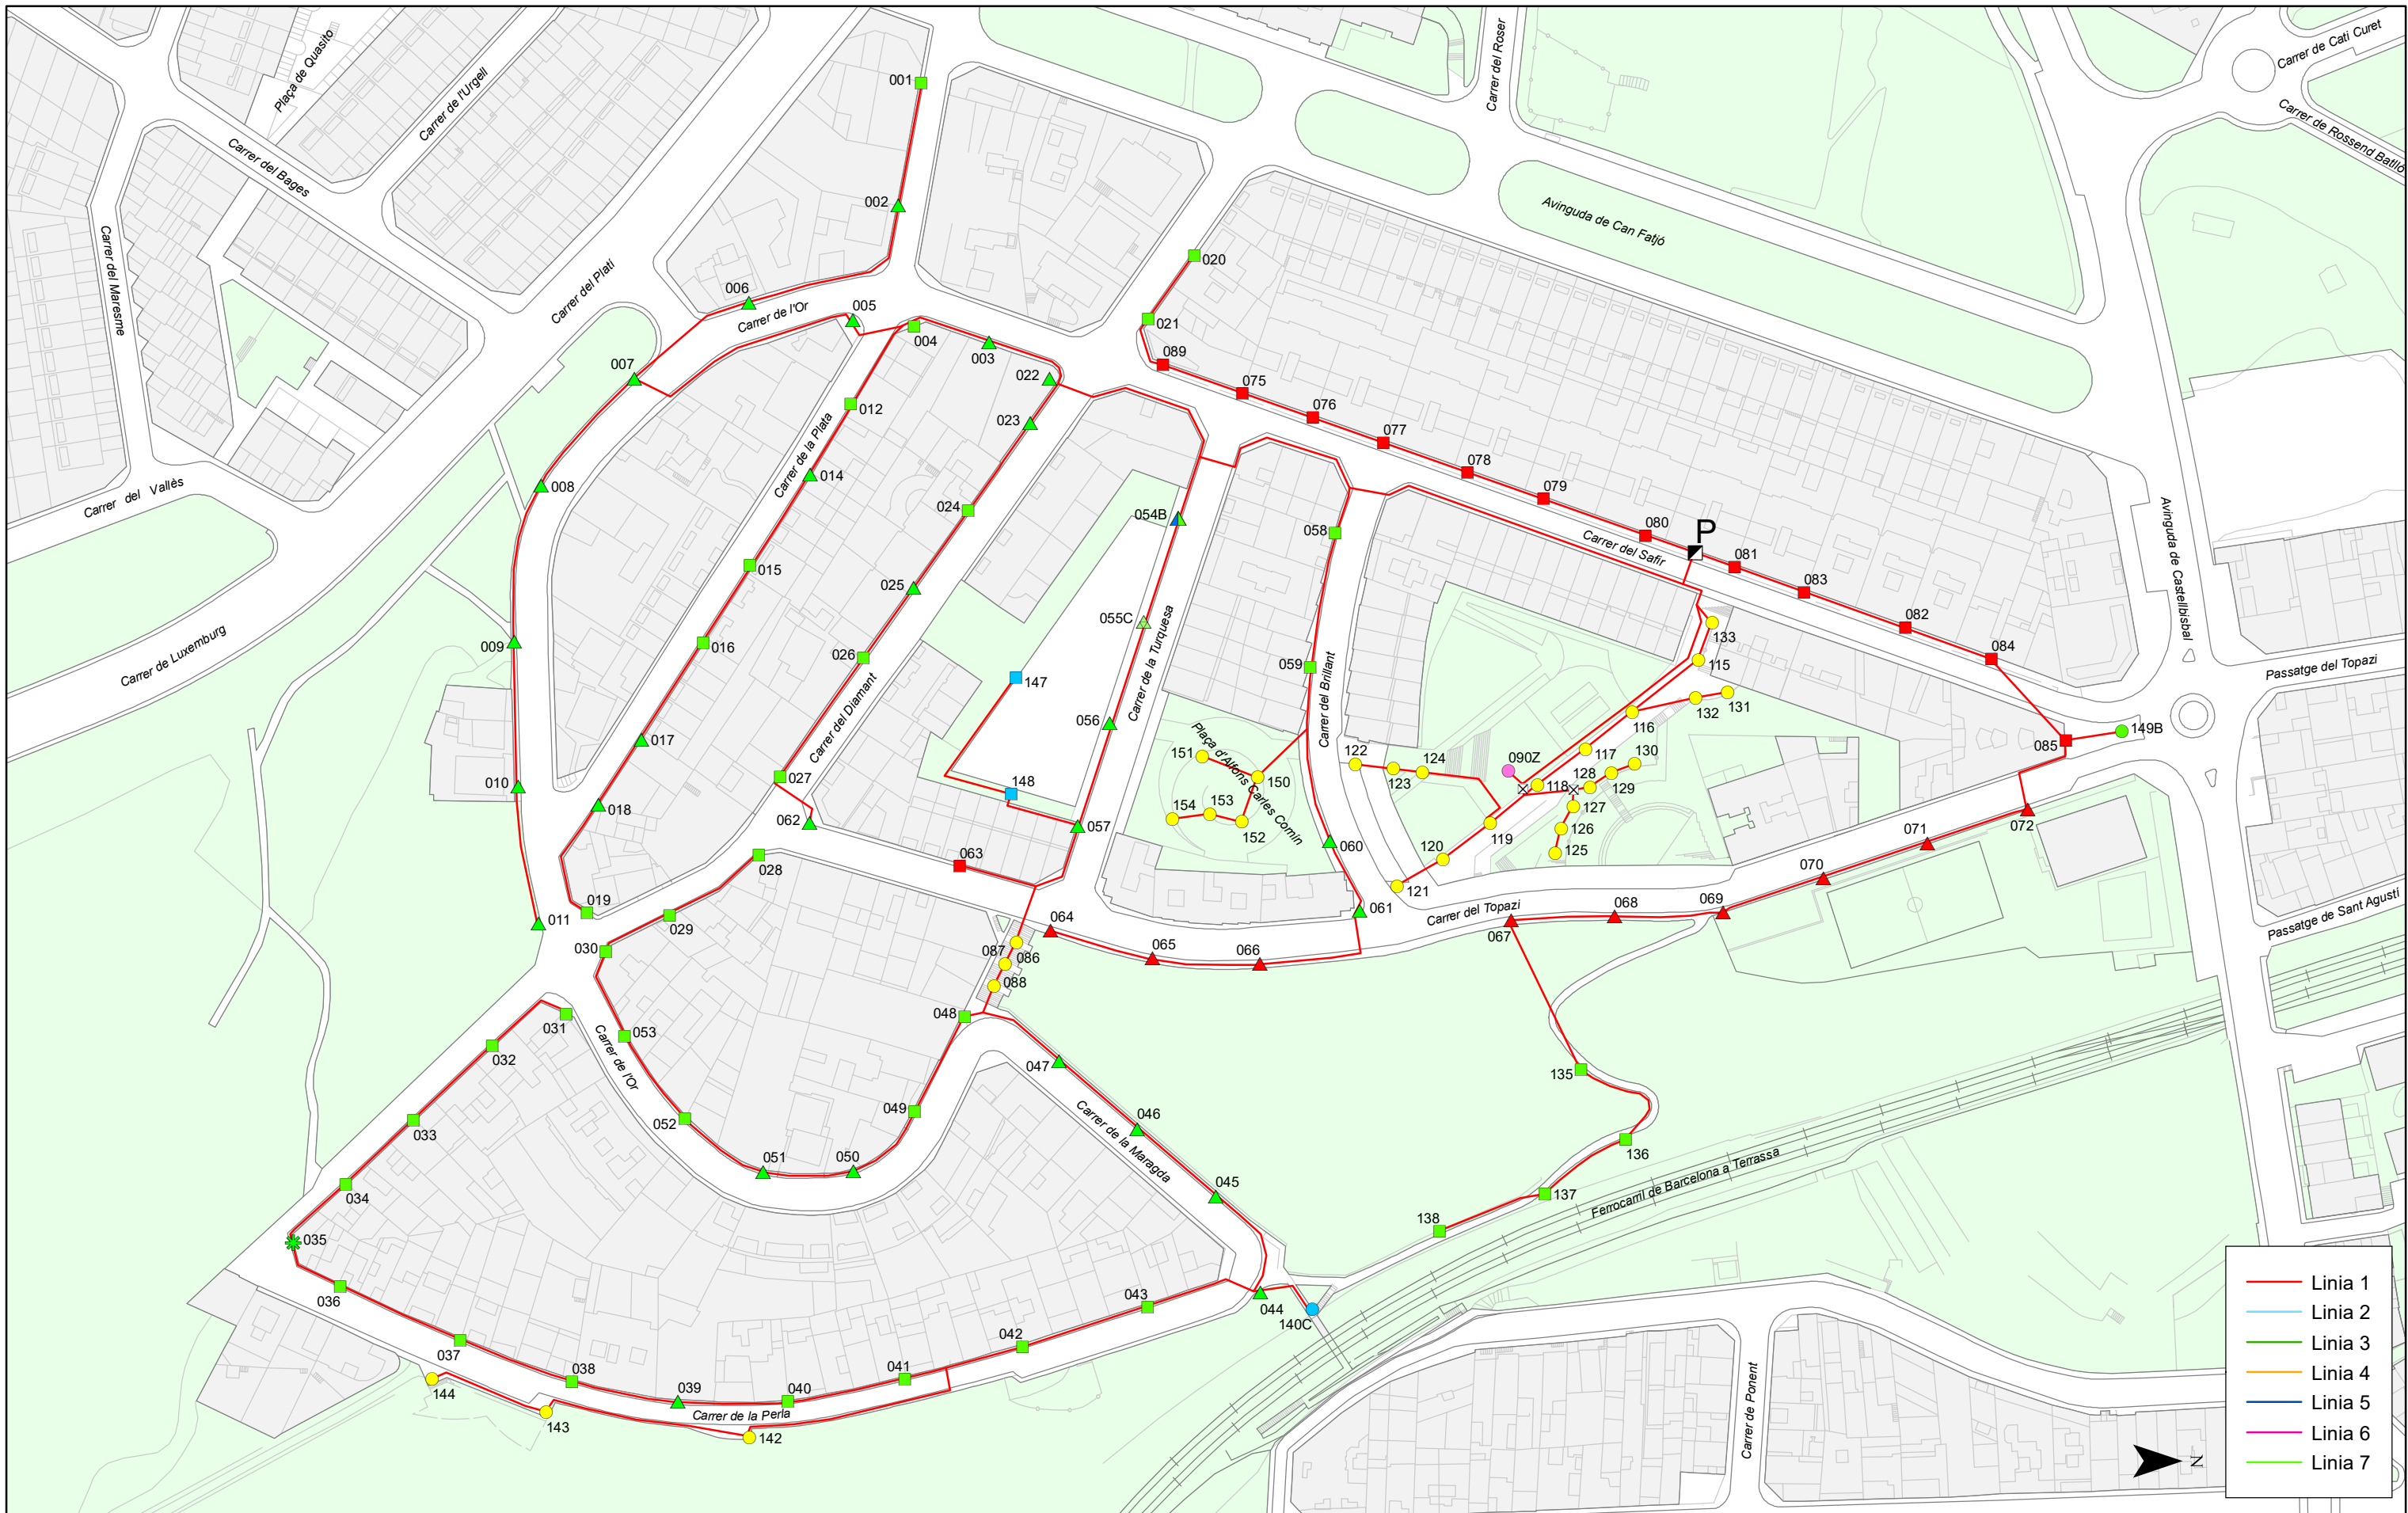 Plaça de Quasito
Carrer de l'Urgell
Carrer del Bages
Carrer del Maresme
Carrer del Vallès
Carrer de Luxemburg
Carrer del Platí
Carrer de l'Or
Carrer de la Plata
Carrer del Diamant
Carrer de la Turquesa
Carrer del Brillant
Plaça d'Alfons Carles Comín
Carrer del Safir
Carrer del Roser
Avinguda de Can Fatjó
Carrer de Cati Curet
Carrer de Rossend Batlló
Avinguda de Castellbisbal
Passatge del Topazi
Passatge de Sant Agustí
Carrer del Topazi
Carrer de l'Or
Carrer de la Maragda
Carrer de la Perla
Ferrocarril de Barcelona a Terrassa
Carrer de Ponent
001
002
006
005
004
003
007
022
023
012
014
008
024
015
025
016
026
009
017
027
010
018
062
019
011
028
029
030
031
053
032
052
033
051
050
049
048
034
035
036
037
038
039
040
041
042
043
044
045
046
047
140C
144
143
142
020
021
089
075
076
077
078
079
080
P
081
083
082
084
085
149B
072
071
070
069
068
067
066
065
064
063
087
086
088
054B
055C
056
057
147
148
058
059
060
061
150
151
152
153
154
122
123
124
090Z
118
117
116
115
133
132
131
130
129
128
127
126
125
119
120
121
135
136
137
138
Linia 1
Linia 2
Linia 3
Linia 4
Linia 5
Linia 6
Linia 7
N